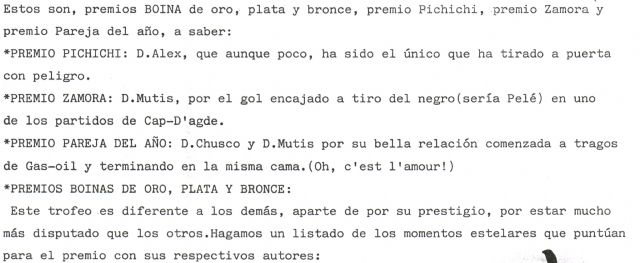 Estos son, premios BOINA de oro, plata y bronce, premio Pichichi, premio Zamora y
premio Pareja del año, a saber:
*PREMIO PICHICHI: D.Alex, que aunque poco, ha sido el único que ha tirado a puerta
con peligro.
*PREMIO ZAMORA: D.Mutis, por el gol encajado a tiro del negro(sería Pelé) en uno
de los partidos de Cap-D'agde.
*PREMIO PAREJA DEL AÑO: D.Chusco y D.Mutis por su bella relación comenzada a tragos
de Gas-oil y terminando en la misma cama.(Oh, c'est l'amour!)
*PREMIOS BOINAS DE ORO, PLATA Y BRONCE:
Este trofeo es diferente a los demás, aparte de por su prestigio, por estar mucho
más disputado que los otros.Hagamos un listado de los momentos estelares que puntúan
para el premio con sus respectivos autores: